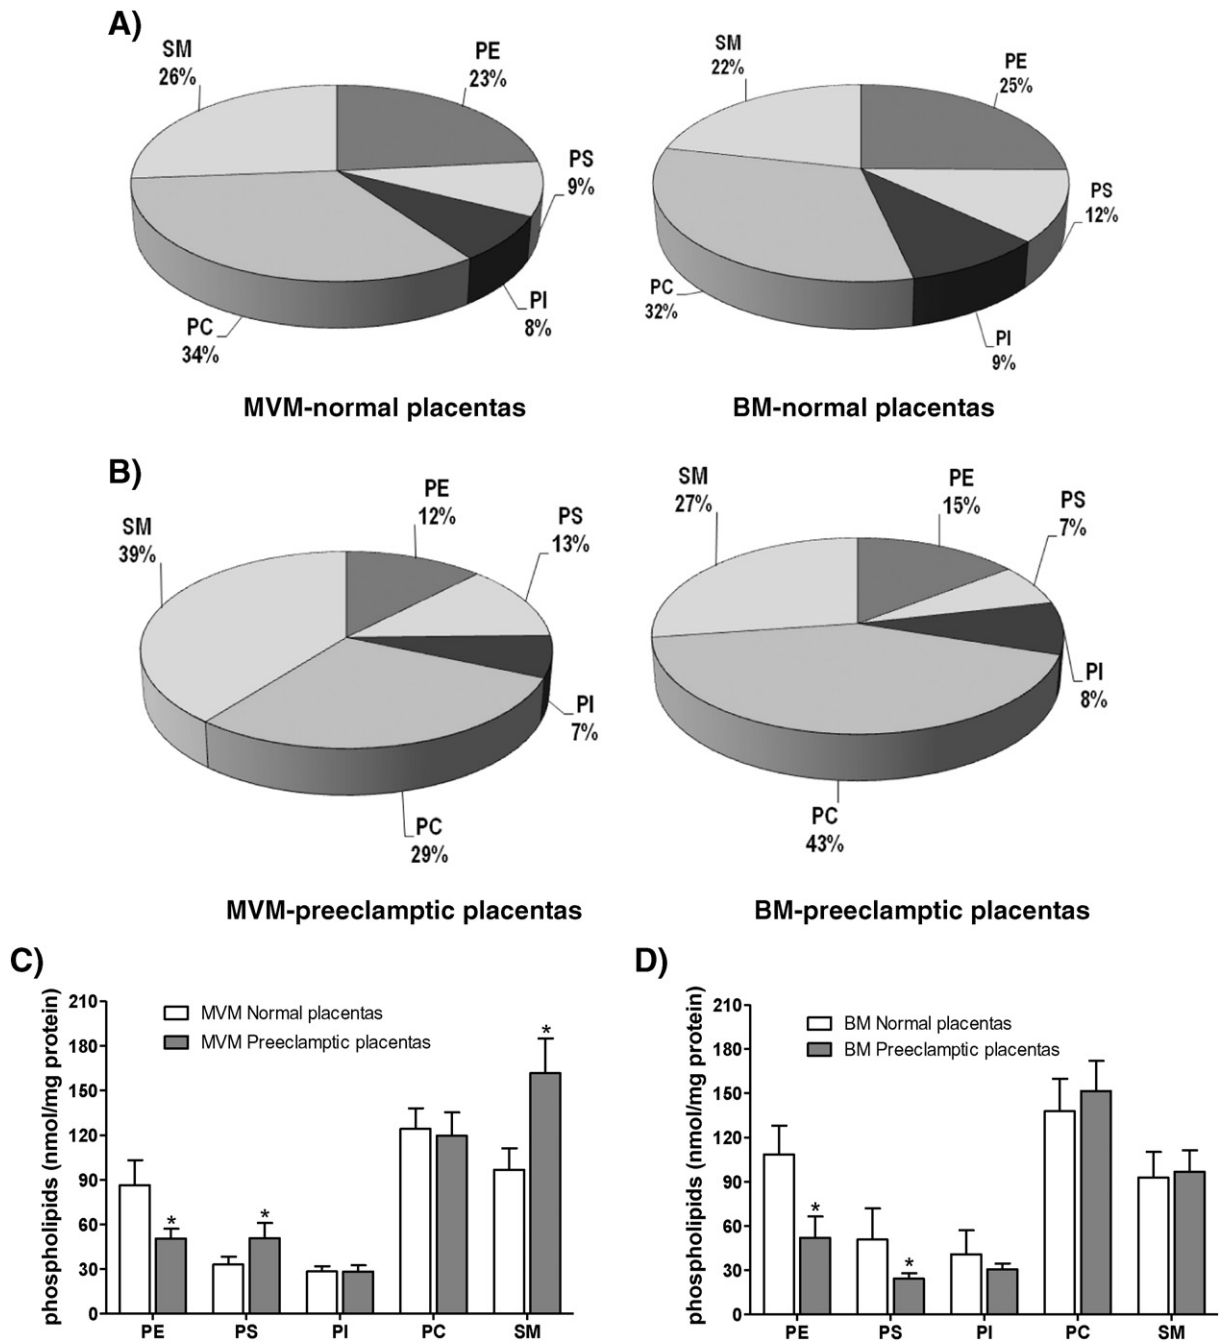 A)
SM
26%
PE
23%
PS
9%
PI
8%
PC
34%
MVM-normal placentas
SM
22%
PE
25%
PS
12%
PI
9%
PC
32%
BM-normal placentas
B)
SM
39%
PE
12%
PS
13%
PI
7%
PC
29%
MVM-preeclamptic placentas
SM
27%
PE
15%
PS
7%
PI
8%
PC
43%
BM-preeclamptic placentas
C)
phospholipids (nmol/mg protein)
210
180
150
120
90
60
30
0
MVM Normal placentas
MVM Preeclamptic placentas
*
*
*
PE PS PI PC SM
D)
phospholipids (nmol/mg protein)
210
180
150
120
90
60
30
0
BM Normal placentas
BM Preeclamptic placentas
*
*
PE PS PI PC SM